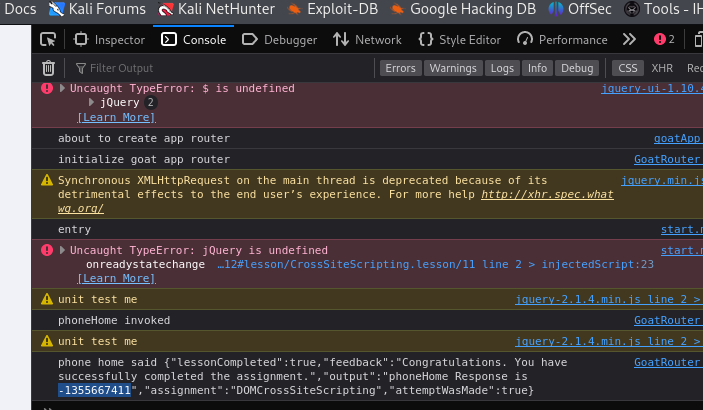 Docs Kali Forums Kali NetHunter Exploit-DB Google Hacking DB OffSec Tools - IH
Inspector Console Debugger Network Style Editor Performance 2
Filter Output Errors Warnings Logs Info Debug CSS XHR Rec
Uncaught TypeError: $ is undefined jquery-ui-1.10.4
jQuery 2
[Learn More]
about to create app router goatApp
initialize goat app router GoatRouter
Synchronous XMLHttpRequest on the main thread is deprecated because of its jquery.min.js
detrimental effects to the end user's experience. For more help http://xhr.spec.what
wg.org/
entry start.m
Uncaught TypeError: jQuery is undefined start.m
onreadystatechange …12#lesson/CrossSiteScripting.lesson/11 line 2 > injectedScript:23
[Learn More]
unit test me jquery-2.1.4.min.js line 2 >
phoneHome invoked GoatRouter
unit test me jquery-2.1.4.min.js line 2 >
phone home said {"lessonCompleted":true,"feedback":"Congratulations. You have GoatRouter
successfully completed the assignment.","output":"phoneHome Response is
-1355667411","assignment":"DOMCrossSiteScripting","attemptWasMade":true}